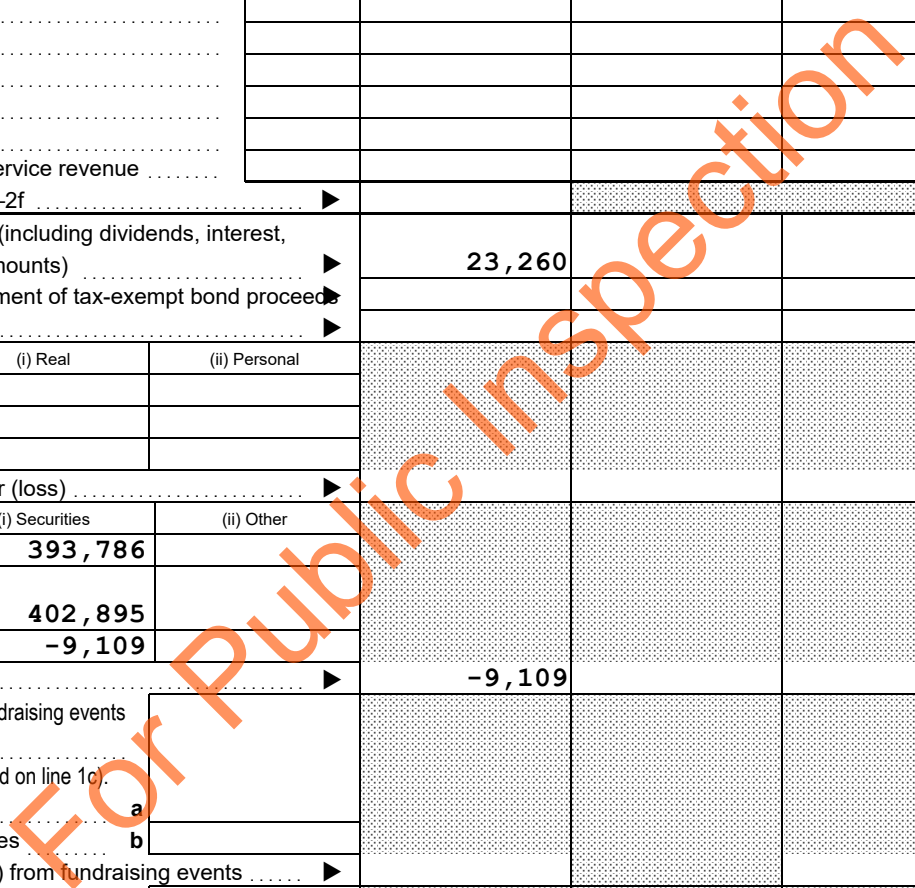 ervice revenue ........
-2f ............................ ▶
(including dividends, interest,
nounts) ........................ ▶ 23,260
ment of tax-exempt bond proceeds ▶
................................. ▶
(i) Real (ii) Personal
r (loss) ......................... ▶
(i) Securities (ii) Other
393,786
402,895
-9,109
................................. ▶ -9,109
draising events
d on line 1c).
a
es ......... b
) from fundraising events ...... ▶
For Public Inspection